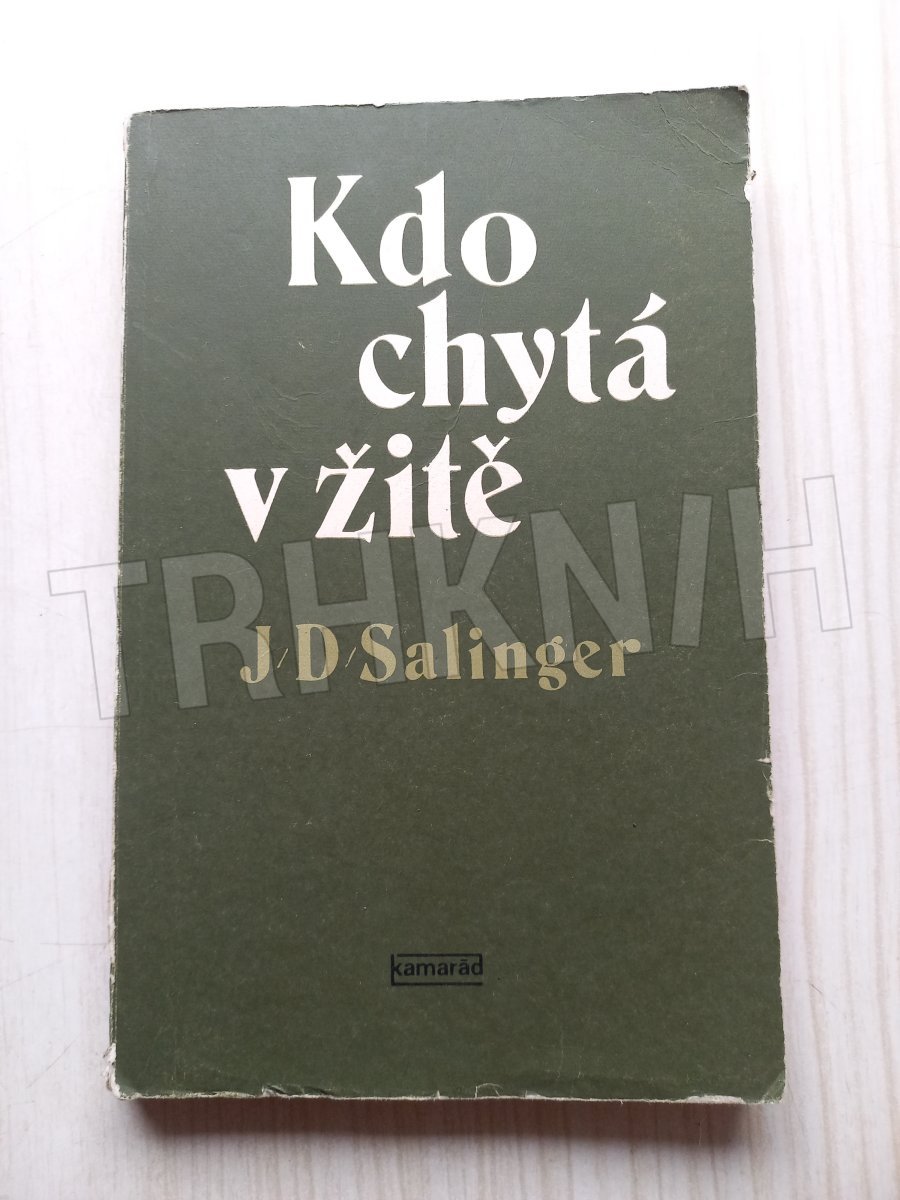 Kdo
chytá
v žitě
TRHKNIH
J/D/Salinger
kamarád